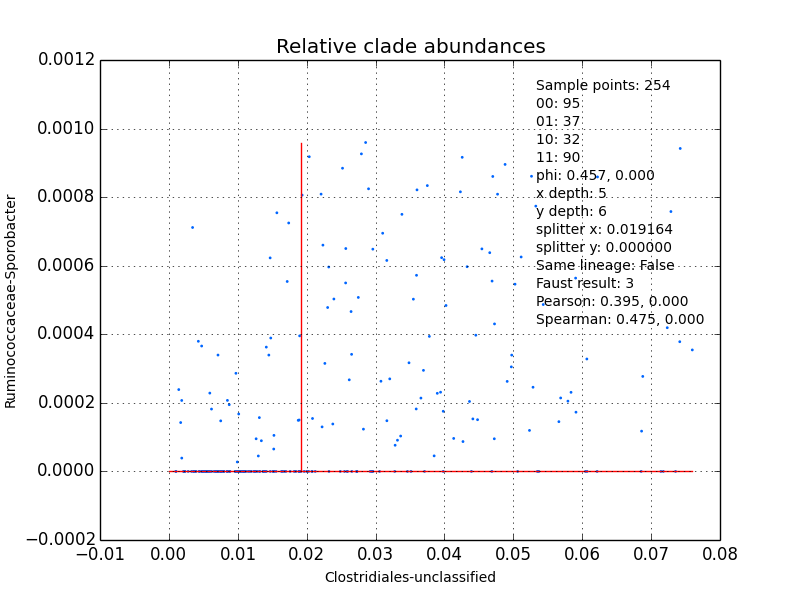 Relative clade abundances
0.0012
0.0010
0.0008
0.0006
0.0004
0.0002
0.0000
−0.0002
Ruminococcaceae-Sporobacter
Sample points: 254
00: 95
01: 37
10: 32
11: 90
phi: 0.457, 0.000
x depth: 5
y depth: 6
splitter x: 0.019164
splitter y: 0.000000
Same lineage: False
Faust result: 3
Pearson: 0.395, 0.000
Spearman: 0.475, 0.000
−0.01 0.00 0.01 0.02 0.03 0.04 0.05 0.06 0.07 0.08
Clostridiales-unclassified